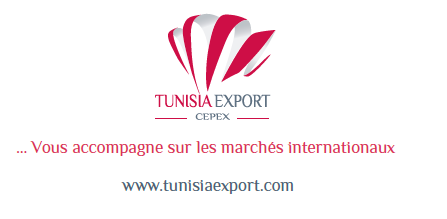 TUNISIA EXPORT
CEPEX
... Vous accompagne sur les marchés internationaux
www.tunisiaexport.com